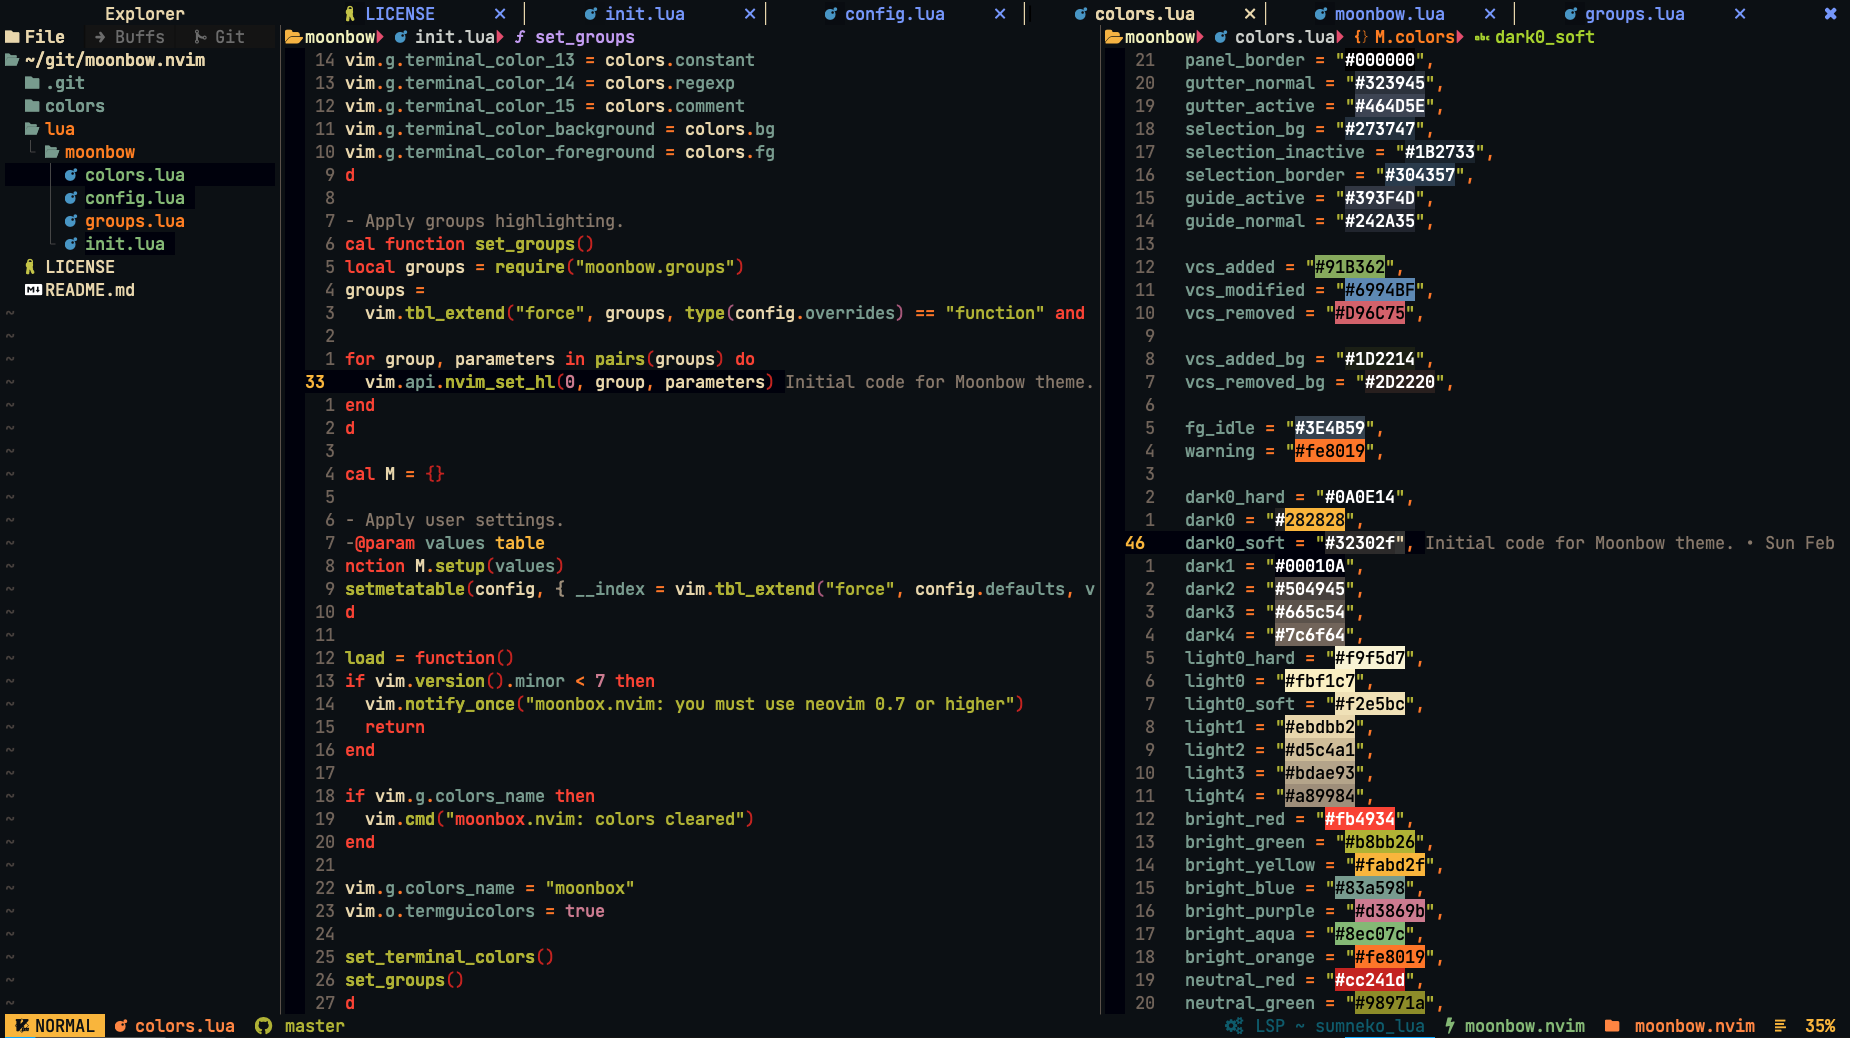 Explorer
LICENSE ✕ │ init.lua ✕ │ config.lua ✕ │ colors.lua ✕ │ moonbow.lua ✕ │ groups.lua ✕ ✖
File → Buffs Git
~/git/moonbow.nvim
.git
colors
lua
moonbow
colors.lua
config.lua
groups.lua
init.lua
LICENSE
README.md
moonbow init.lua ƒ set_groups
14 vim.g.terminal_color_13 = colors.constant
13 vim.g.terminal_color_14 = colors.regexp
12 vim.g.terminal_color_15 = colors.comment
11 vim.g.terminal_color_background = colors.bg
10 vim.g.terminal_color_foreground = colors.fg
9 d
8
7 - Apply groups highlighting.
6 cal function set_groups()
5 local groups = require("moonbow.groups")
4 groups =
3 vim.tbl_extend("force", groups, type(config.overrides) == "function" and
2
1 for group, parameters in pairs(groups) do
33 vim.api.nvim_set_hl(0, group, parameters) Initial code for Moonbow theme.
1 end
2 d
3
4 cal M = {}
5
6 - Apply user settings.
7 -@param values table
8 nction M.setup(values)
9 setmetatable(config, { __index = vim.tbl_extend("force", config.defaults, v
10 d
11
12 load = function()
13 if vim.version().minor < 7 then
14 vim.notify_once("moonbox.nvim: you must use neovim 0.7 or higher")
15 return
16 end
17
18 if vim.g.colors_name then
19 vim.cmd("moonbox.nvim: colors cleared")
20 end
21
22 vim.g.colors_name = "moonbox"
23 vim.o.termguicolors = true
24
25 set_terminal_colors()
26 set_groups()
27 d
moonbow colors.lua {} M.colors abc dark0_soft
21 panel_border = "#000000",
20 gutter_normal = "#323945",
19 gutter_active = "#464D5E",
18 selection_bg = "#273747",
17 selection_inactive = "#1B2733",
16 selection_border = "#304357",
15 guide_active = "#393F4D",
14 guide_normal = "#242A35",
13
12 vcs_added = "#91B362",
11 vcs_modified = "#6994BF",
10 vcs_removed = "#D96C75",
9
8 vcs_added_bg = "#1D2214",
7 vcs_removed_bg = "#2D2220",
6
5 fg_idle = "#3E4B59",
4 warning = "#fe8019",
3
2 dark0_hard = "#0A0E14",
1 dark0 = "#282828",
46 dark0_soft = "#32302f", Initial code for Moonbow theme. • Sun Feb
1 dark1 = "#00010A",
2 dark2 = "#504945",
3 dark3 = "#665c54",
4 dark4 = "#7c6f64",
5 light0_hard = "#f9f5d7",
6 light0 = "#fbf1c7",
7 light0_soft = "#f2e5bc",
8 light1 = "#ebdbb2",
9 light2 = "#d5c4a1",
10 light3 = "#bdae93",
11 light4 = "#a89984",
12 bright_red = "#fb4934",
13 bright_green = "#b8bb26",
14 bright_yellow = "#fabd2f",
15 bright_blue = "#83a598",
16 bright_purple = "#d3869b",
17 bright_aqua = "#8ec07c",
18 bright_orange = "#fe8019",
19 neutral_red = "#cc241d",
20 neutral_green = "#98971a",
NORMAL colors.lua master LSP ~ sumneko_lua moonbow.nvim moonbow.nvim 35%